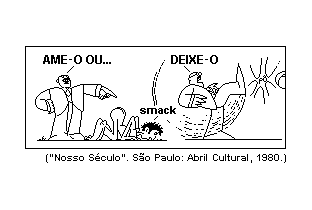 AME-O OU...
DEIXE-O
smack
("Nosso Século". São Paulo: Abril Cultural, 1980.)